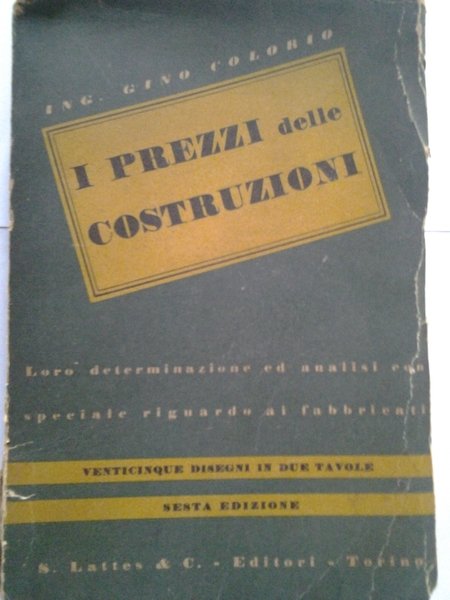 ING. GINO COLORIO
I PREZZI delle
COSTRUZIONI
Loro determinazione ed analisi con
speciale riguardo ai fabbricati
VENTICINQUE DISEGNI IN DUE TAVOLE
SESTA EDIZIONE
S. Lattes & C. - Editori - Torino